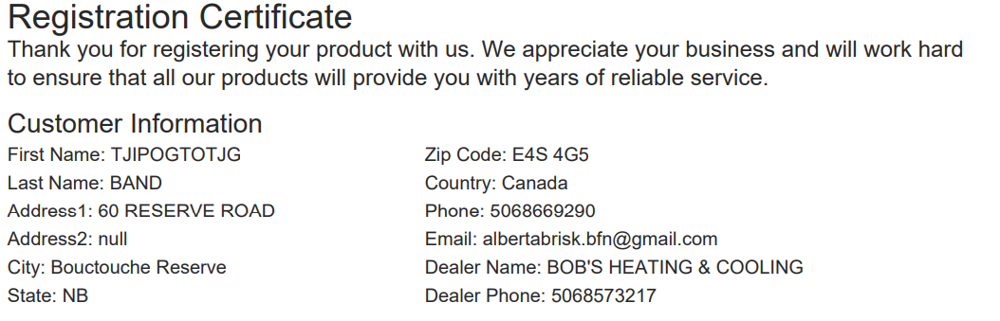 Registration Certificate
Thank you for registering your product with us. We appreciate your business and will work hard
to ensure that all our products will provide you with years of reliable service.
Customer Information
First Name: TJIPOGTOTJG
Last Name: BAND
Address1: 60 RESERVE ROAD
Address2: null
City: Bouctouche Reserve
State: NB
Zip Code: E4S 4G5
Country: Canada
Phone: 5068669290
Email: albertabrisk.bfn@gmail.com
Dealer Name: BOB'S HEATING & COOLING
Dealer Phone: 5068573217